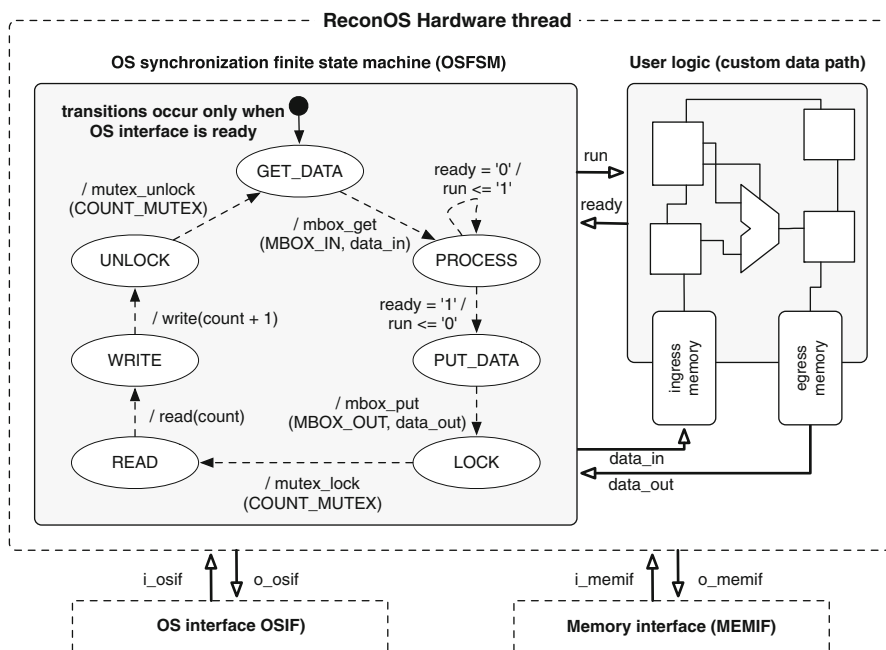 ReconOS Hardware thread
OS synchronization finite state machine (OSFSM)
User logic (custom data path)
transitions occur only when
OS interface is ready
GET_DATA
ready = '0' /
run <= '1'
run
ready
/ mutex_unlock
(COUNT_MUTEX)
/ mbox_get
(MBOX_IN, data_in)
UNLOCK
PROCESS
/ write(count + 1)
ready = '1' /
run <= '0'
WRITE
PUT_DATA
ingress
memory
egress
memory
/ read(count)
/ mbox_put
(MBOX_OUT, data_out)
READ
LOCK
/ mutex_lock
(COUNT_MUTEX)
data_in
data_out
i_osif
o_osif
i_memif
o_memif
OS interface OSIF)
Memory interface (MEMIF)